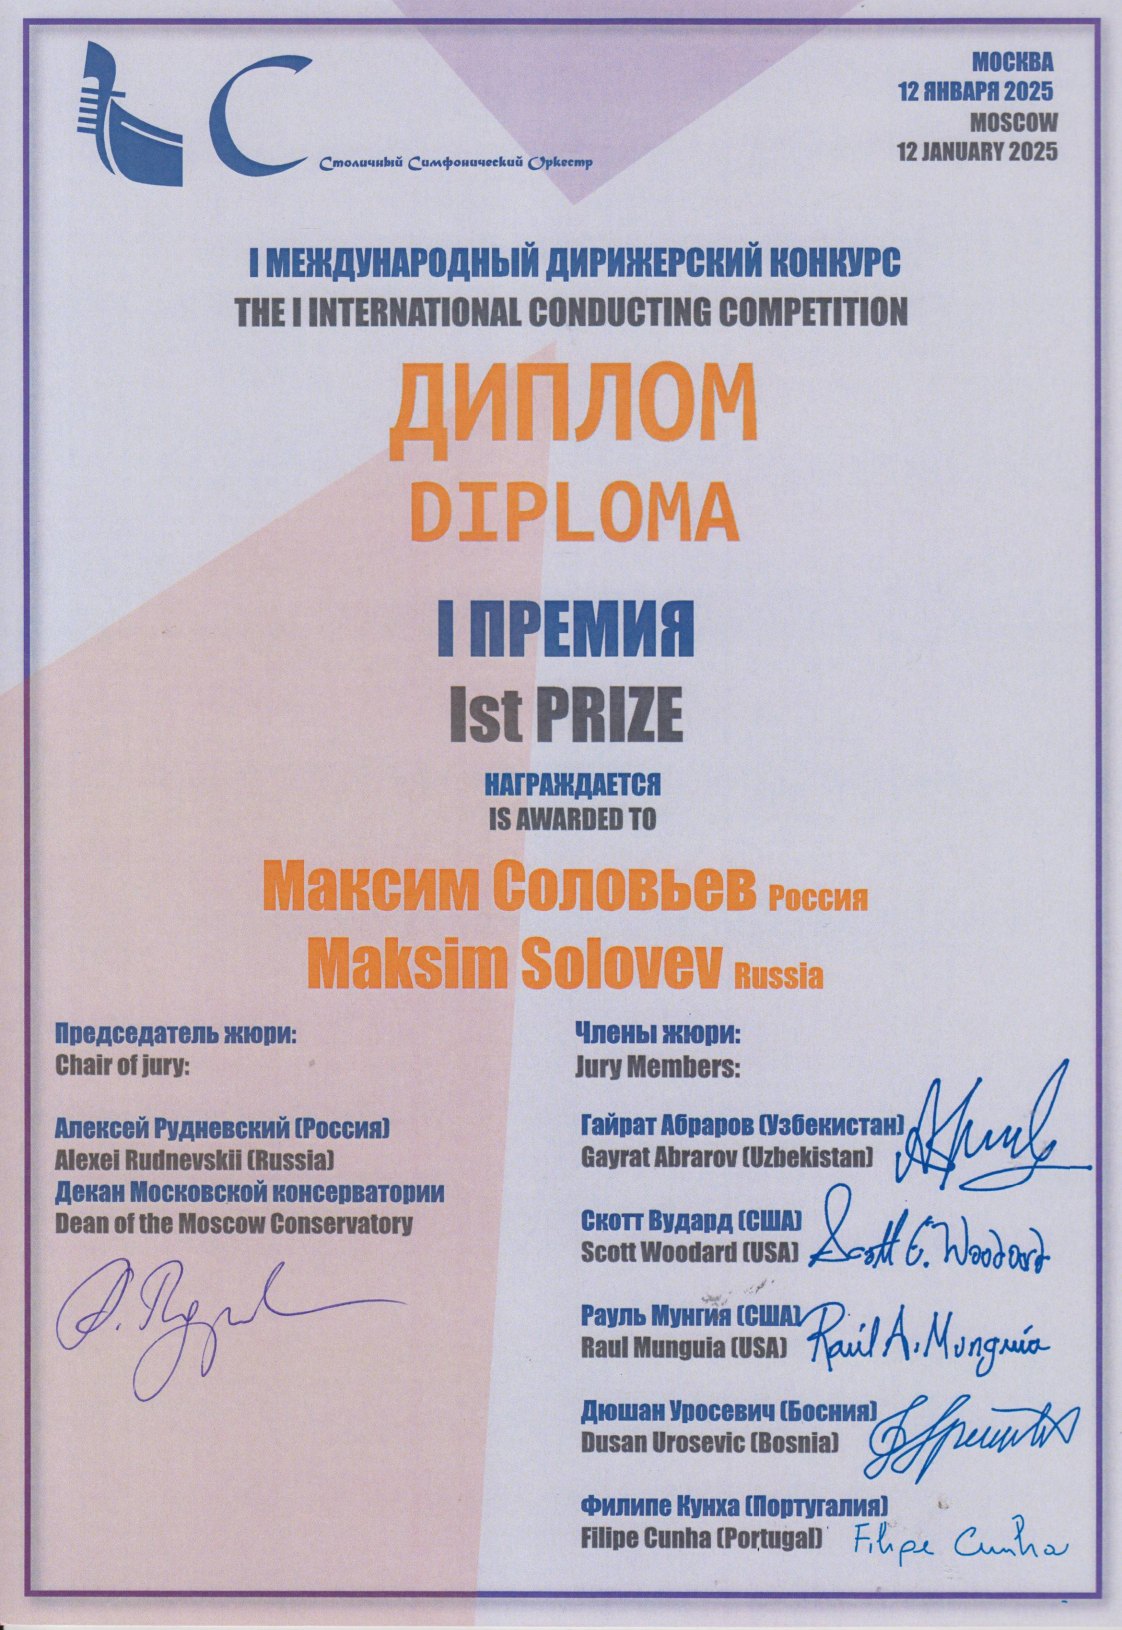 С
Столичный Симфонический Оркестр
МОСКВА
12 ЯНВАРЯ 2025
MOSCOW
12 JANUARY 2025
I МЕЖДУНАРОДНЫЙ ДИРИЖЕРСКИЙ КОНКУРС
THE I INTERNATIONAL CONDUCTING COMPETITION
ДИПЛОМ
DIPLOMA
I ПРЕМИЯ
Ist PRIZE
НАГРАЖДАЕТСЯ
IS AWARDED TO
Максим Соловьев Россия
Maksim Solovev Russia
Председатель жюри:
Chair of jury:
Алексей Рудневский (Россия)
Alexei Rudnevskii (Russia)
Декан Московской консерватории
Dean of the Moscow Conservatory
Члены жюри:
Jury Members:
Гайрат Абраров (Узбекистан)
Gayrat Abrarov (Uzbekistan)
Скотт Вудард (США)
Scott Woodard (USA)
Scott E. Woodard
Рауль Мунгия (США)
Raul Munguia (USA)
Raúl A. Munguía
Дюшан Уросевич (Босния)
Dusan Urosevic (Bosnia)
Филипе Кунха (Португалия)
Filipe Cunha (Portugal)
Filipe Cunha